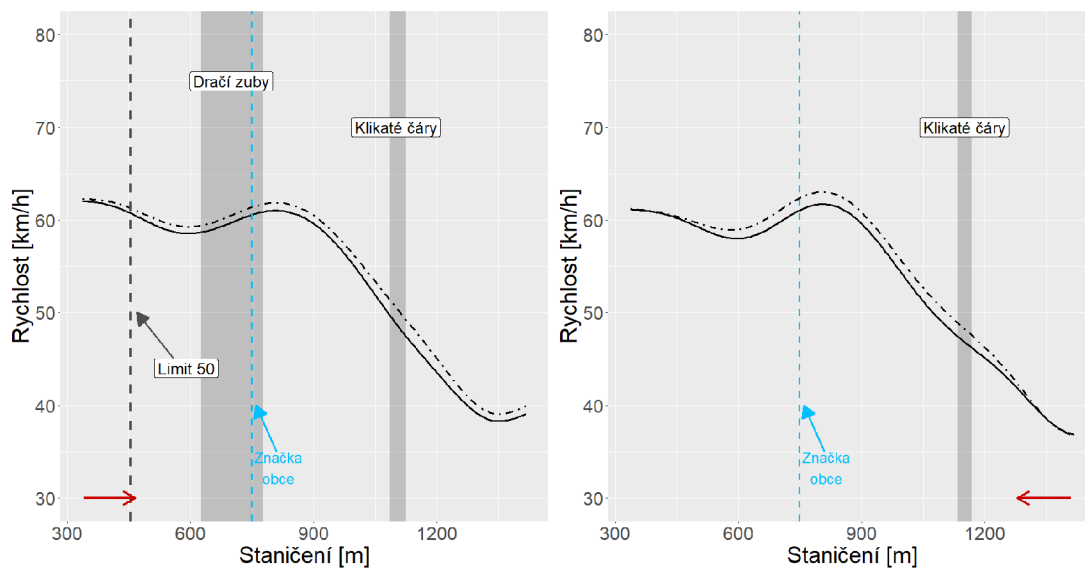 80
70
60
50
40
30
Rychlost [km/h]
Dračí zuby
Klikaté čáry
Limit 50
Značka
obce
300
600
900
1200
Staničení [m]
80
70
60
50
40
30
Rychlost [km/h]
Klikaté čáry
Značka
obce
300
600
900
1200
Staničení [m]